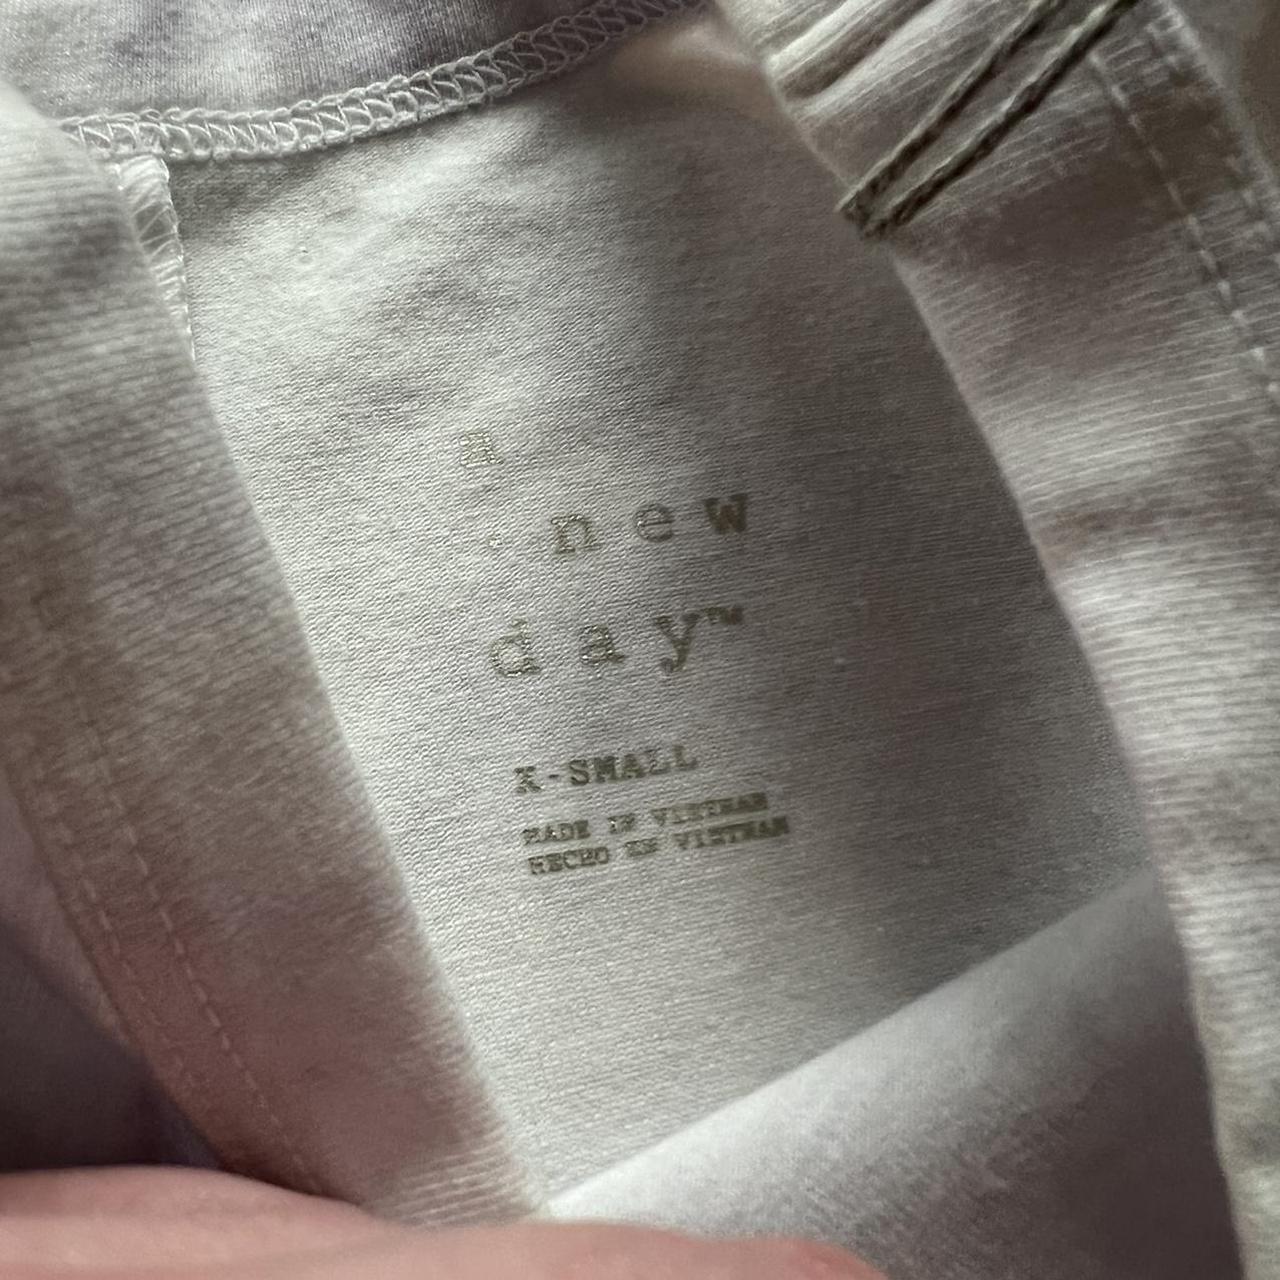 a
new
day™
X-SMALL
MADE IN VIETNAM
HECHO EN VIETNAM